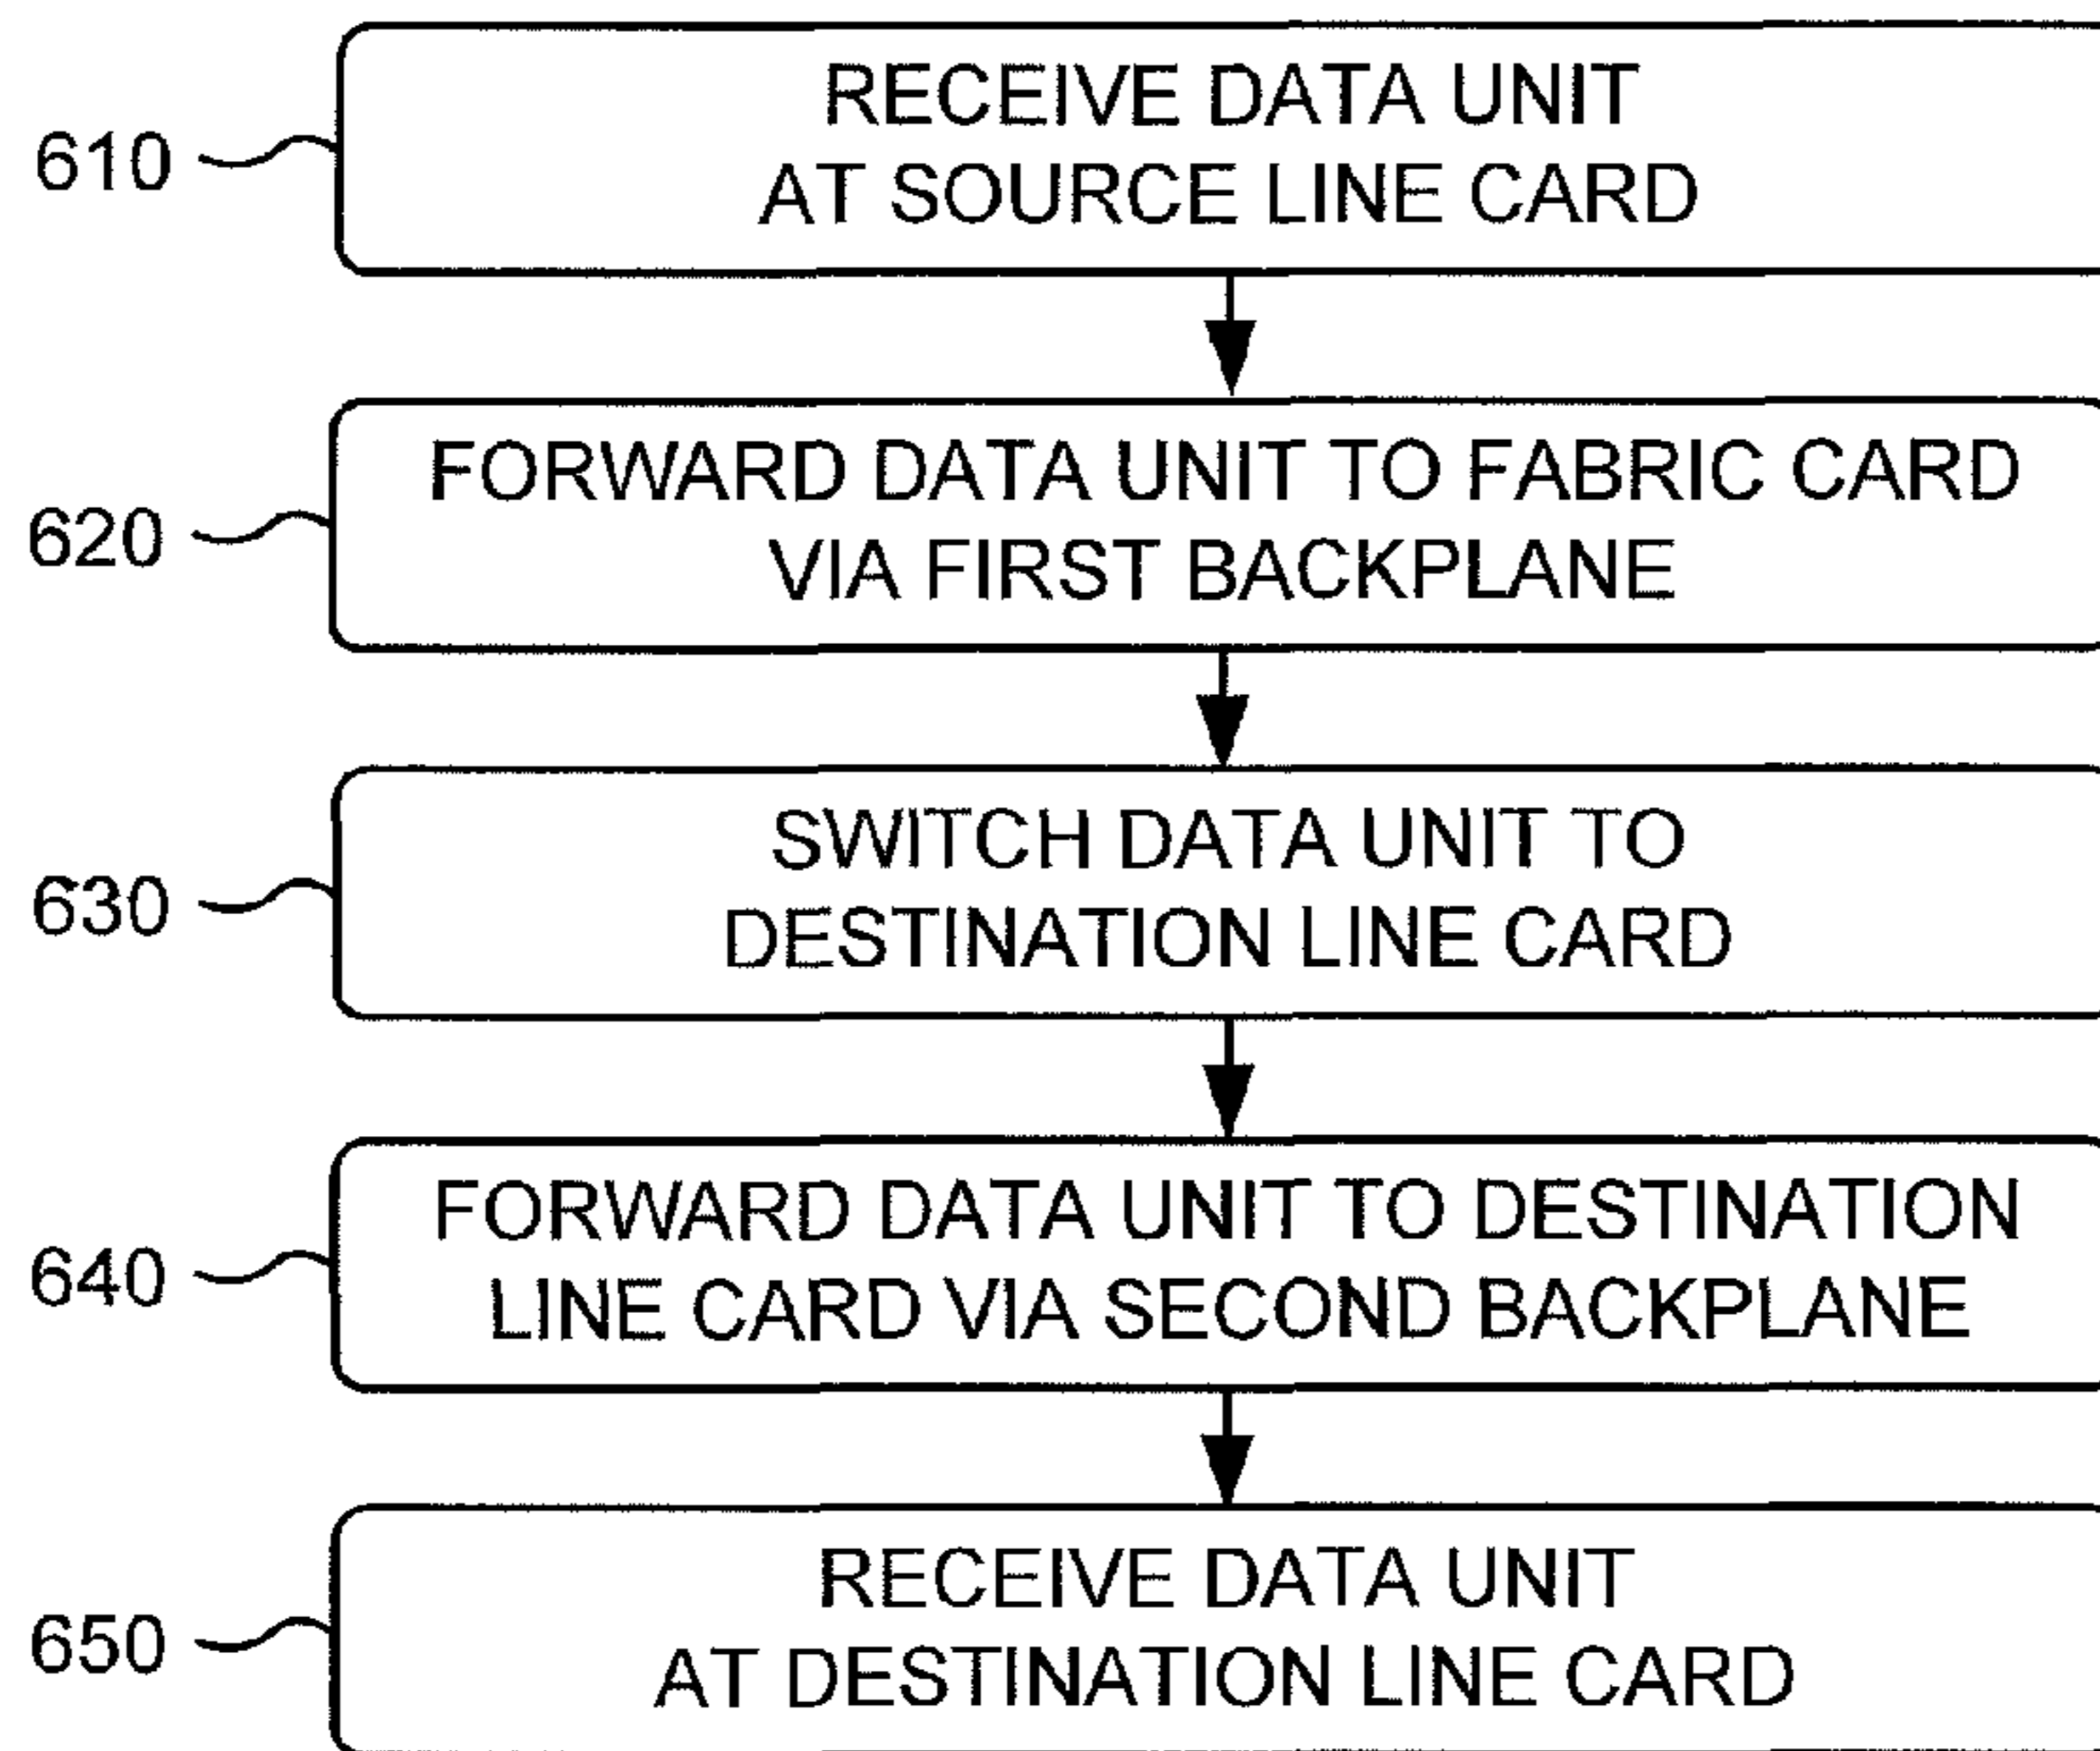 610
RECEIVE DATA UNIT
AT SOURCE LINE CARD
620
FORWARD DATA UNIT TO FABRIC CARD
VIA FIRST BACKPLANE
630
SWITCH DATA UNIT TO
DESTINATION LINE CARD
640
FORWARD DATA UNIT TO DESTINATION
LINE CARD VIA SECOND BACKPLANE
650
RECEIVE DATA UNIT
AT DESTINATION LINE CARD